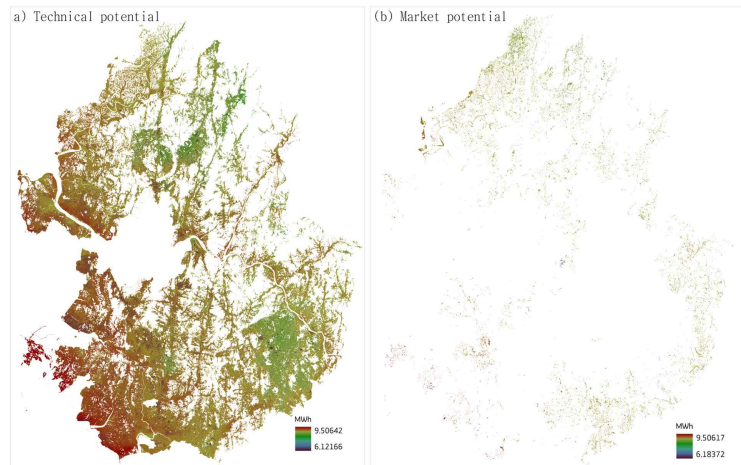 a) Technical potential
(b) Market potential
MWh
9.50642
6.12166
MWh
9.50617
6.18372